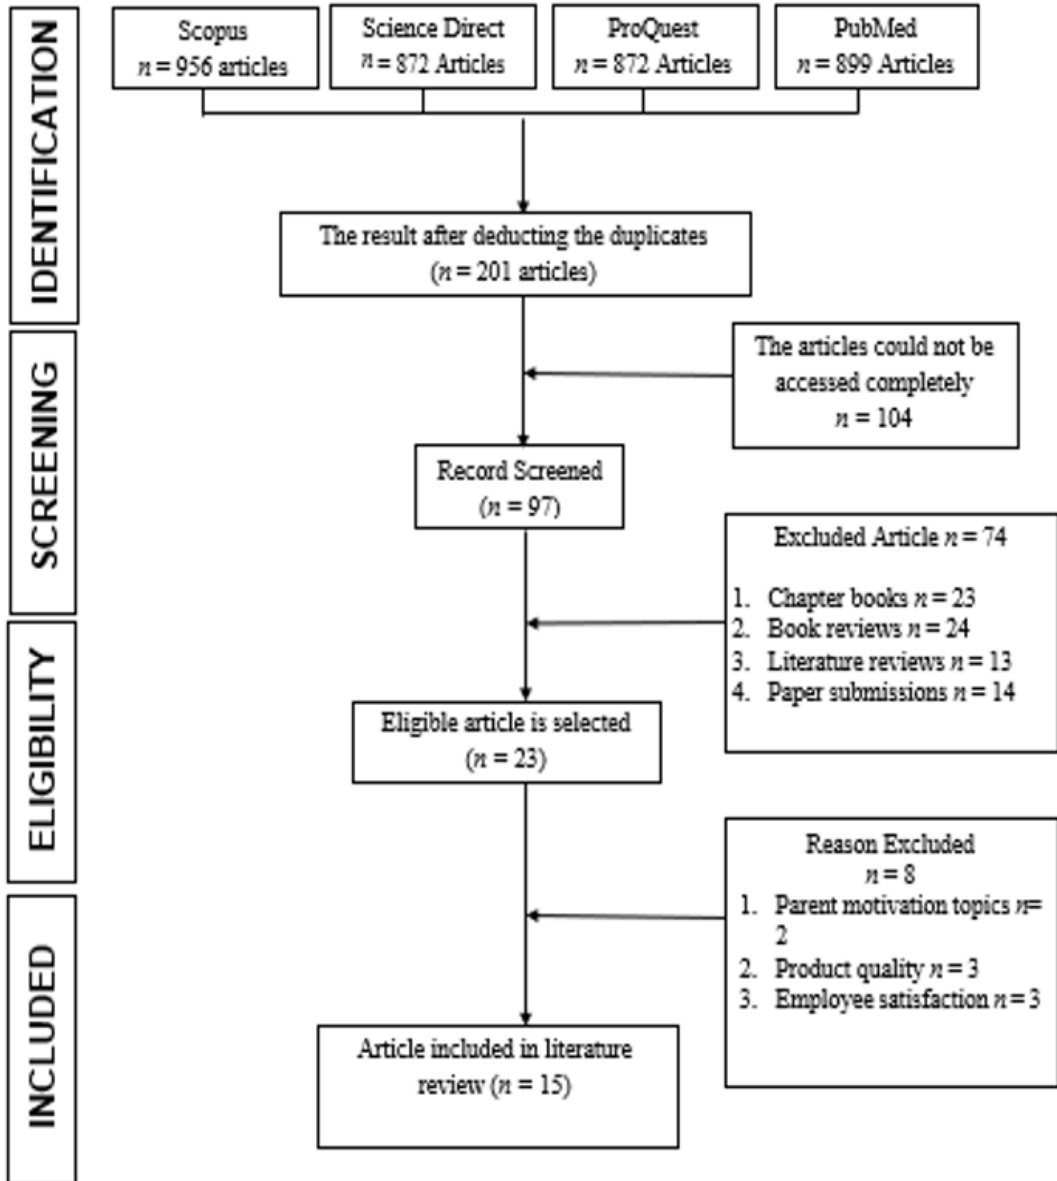 IDENTIFICATION
Scopus
n = 956 articles
Science Direct
n = 872 Articles
ProQuest
n = 872 Articles
PubMed
n = 899 Articles
The result after deducting the duplicates
(n = 201 articles)
SCREENING
The articles could not be
accessed completely
n = 104
Record Screened
(n = 97)
Excluded Article n = 74
1. Chapter books n = 23
2. Book reviews n = 24
3. Literature reviews n = 13
4. Paper submissions n = 14
ELIGIBILITY
Eligible article is selected
(n = 23)
Reason Excluded
n = 8
1. Parent motivation topics n=
2
2. Product quality n = 3
3. Employee satisfaction n = 3
INCLUDED
Article included in literature
review (n = 15)